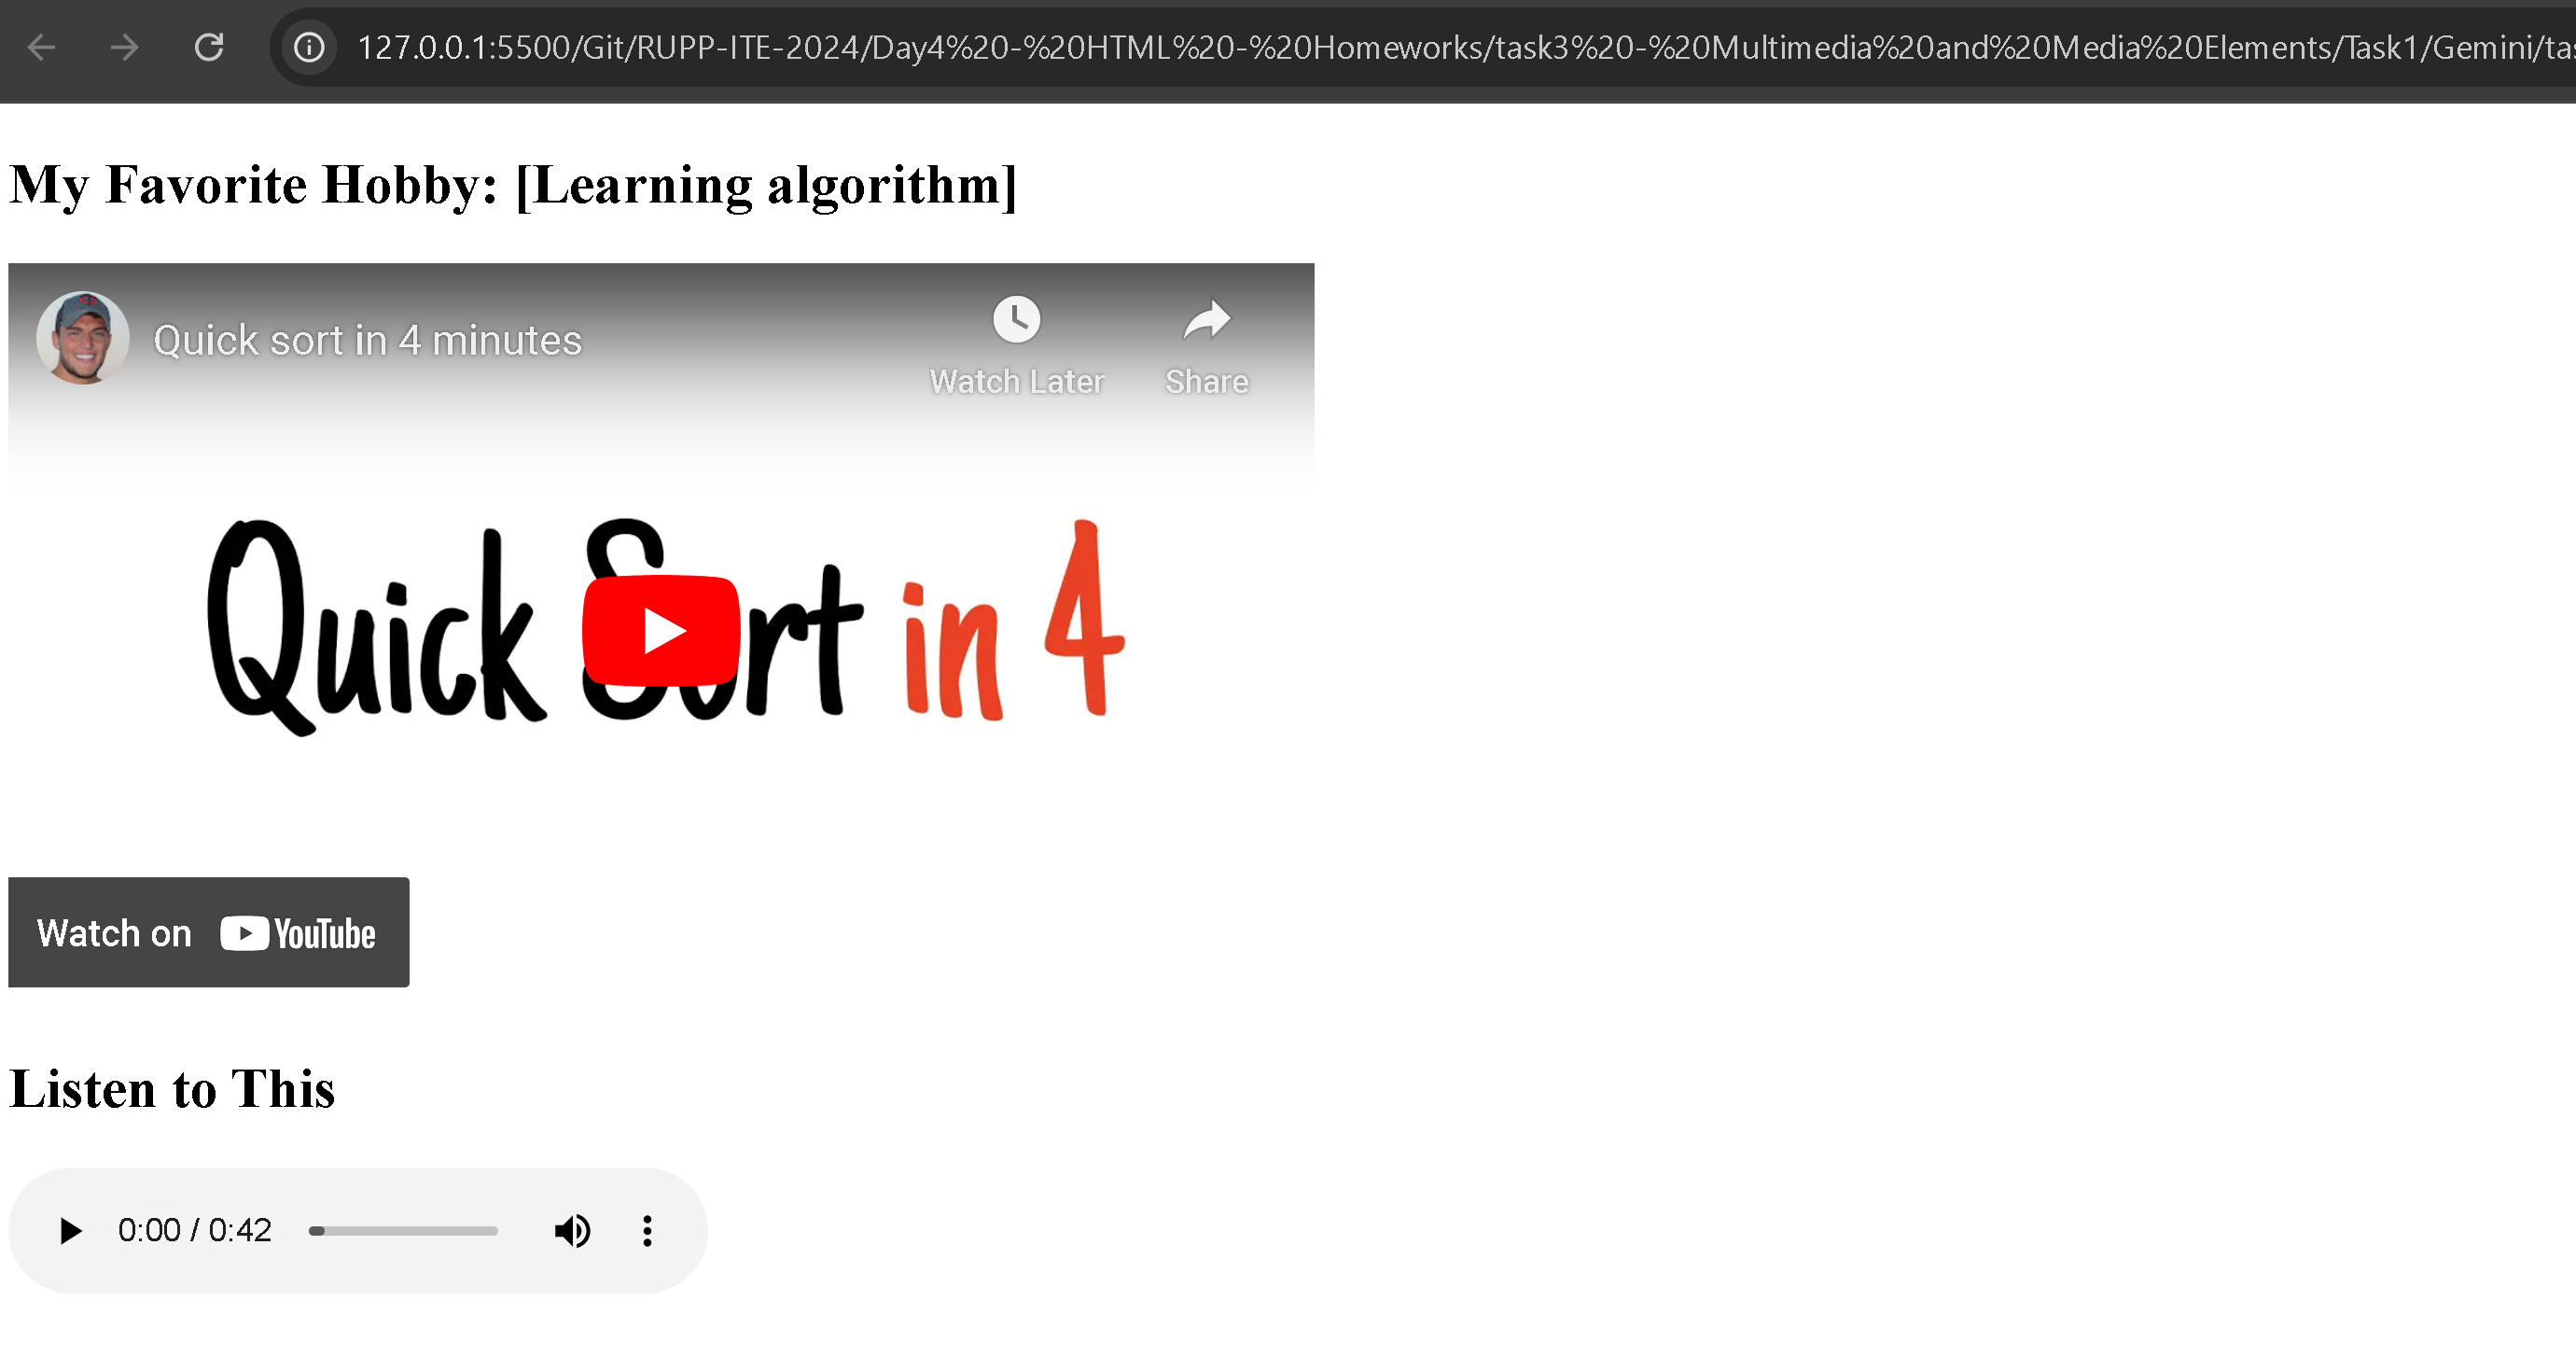 127.0.0.1:5500/Git/RUPP-ITE-2024/Day4%20-%20HTML%20-%20Homeworks/task3%20-%20Multimedia%20and%20Media%20Elements/Task1/Gemini/tas
My Favorite Hobby: [Learning algorithm]
Quick sort in 4 minutes
Watch Later
Share
Quick Sort in 4
Watch on YouTube
Listen to This
0:00 / 0:42